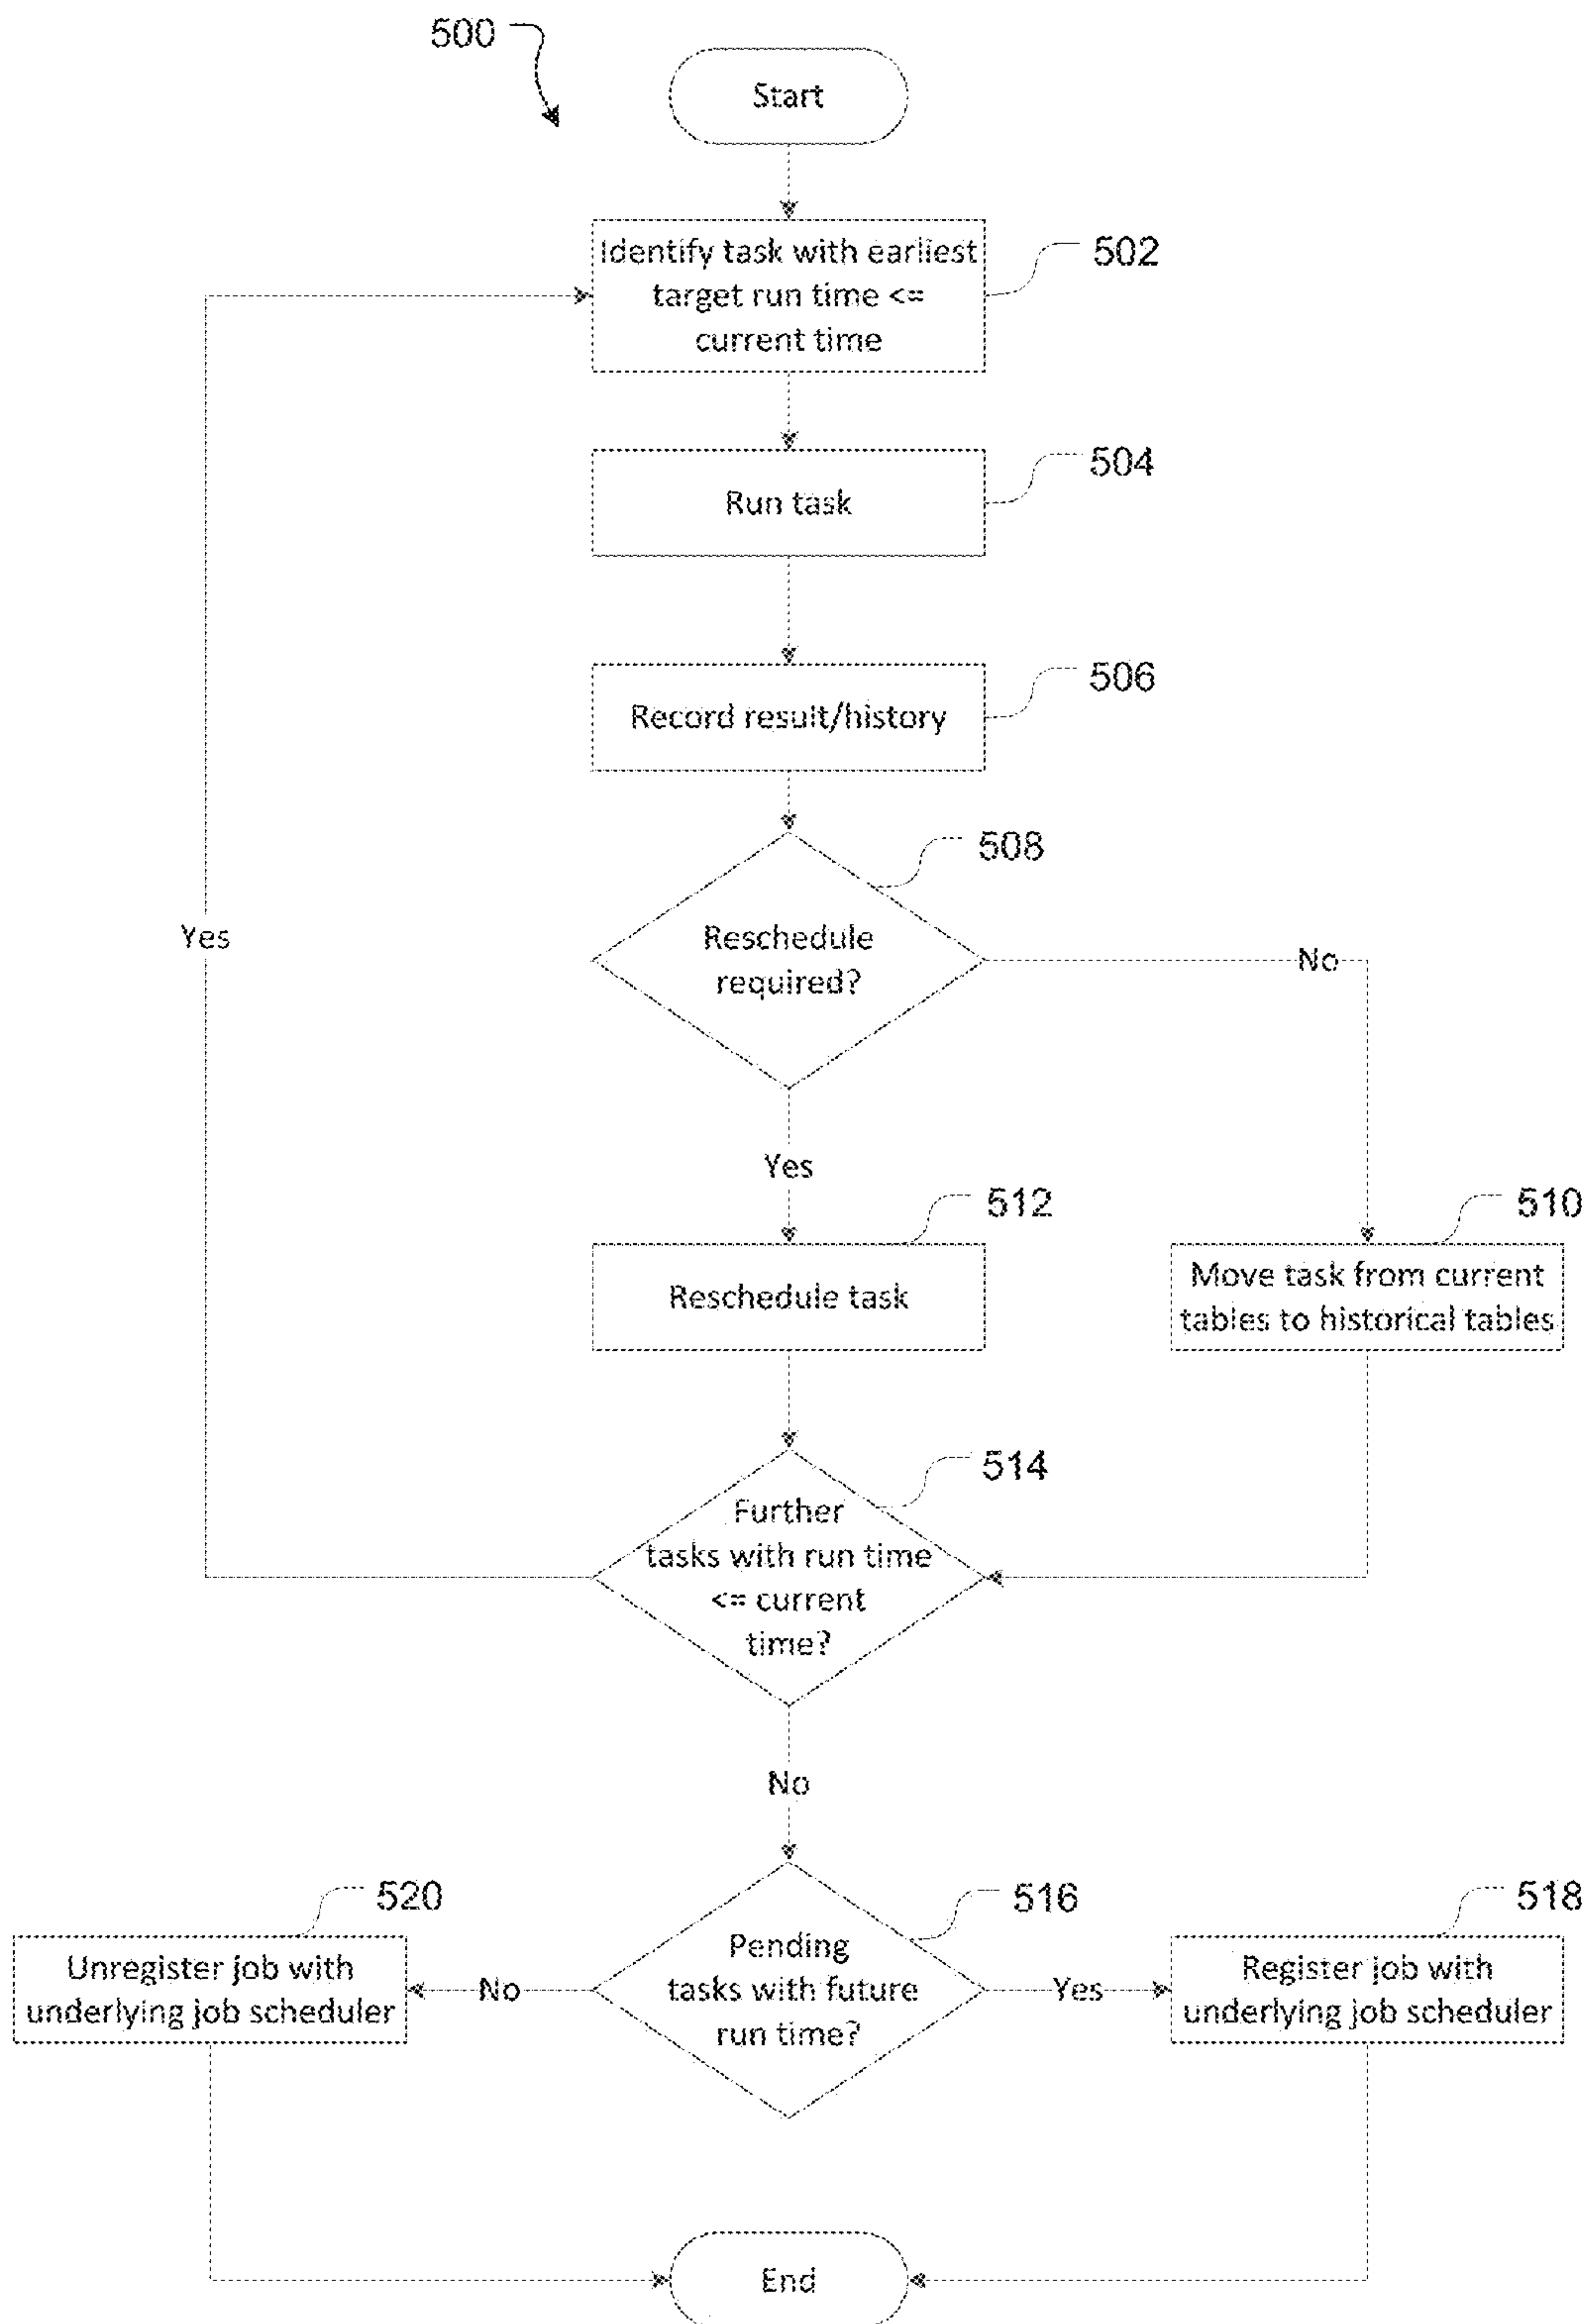 500
Start
Identify task with earliest
target run time <=
current time
502
Run task
504
Record result/history
506
508
Reschedule
required?
No
Yes
Yes
512
510
Reschedule task
Move task from current
tables to historical tables
514
Further
tasks with run time
<= current
time?
No
520
516
518
Unregister job with
underlying job scheduler
No
Pending
tasks with future
run time?
Yes
Register job with
underlying job scheduler
End